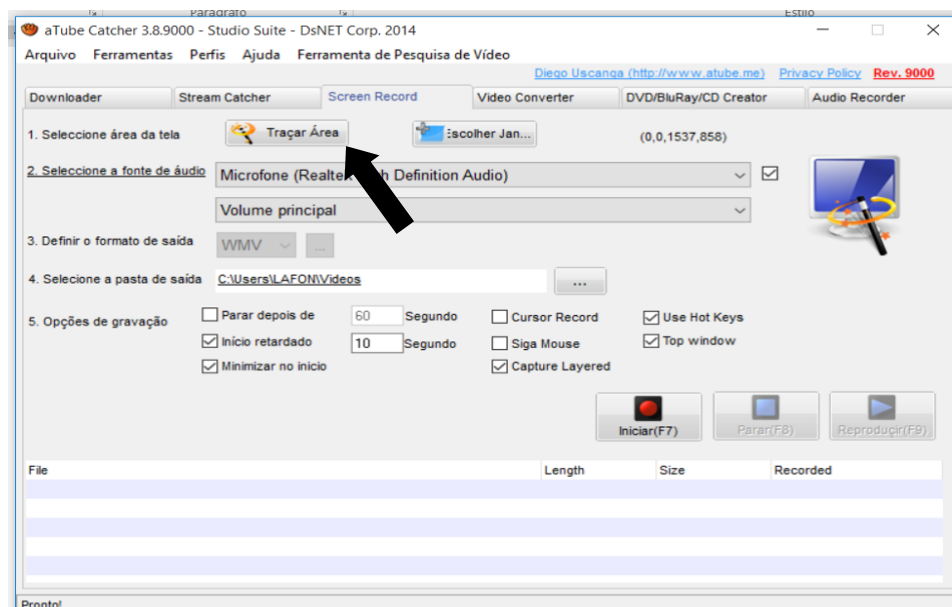 Parágrafo Estilo
aTube Catcher 3.8.9000 - Studio Suite - DsNET Corp. 2014
Arquivo Ferramentas Perfis Ajuda Ferramenta de Pesquisa de Vídeo
Diego Uscanga (http://www.atube.me) Privacy Policy Rev. 9000
Downloader Stream Catcher Screen Record Video Converter DVD/BluRay/CD Creator Audio Recorder
1. Seleccione área da tela Traçar Área Escolher Jan... (0,0,1537,858)
2. Seleccione a fonte de áudio Microfone (Realte h Definition Audio)
Volume principal
3. Definir o formato de saída WMV ...
4. Selecione a pasta de saída C:\Users\LAFON\Videos ...
5. Opções de gravação Parar depois de 60 Segundo Cursor Record Use Hot Keys
Início retardado 10 Segundo Siga Mouse Top window
Minimizar no inicio Capture Layered
Iniciar(F7) Parar(F8) Reproduçir(F9)
File Length Size Recorded
Pronto!